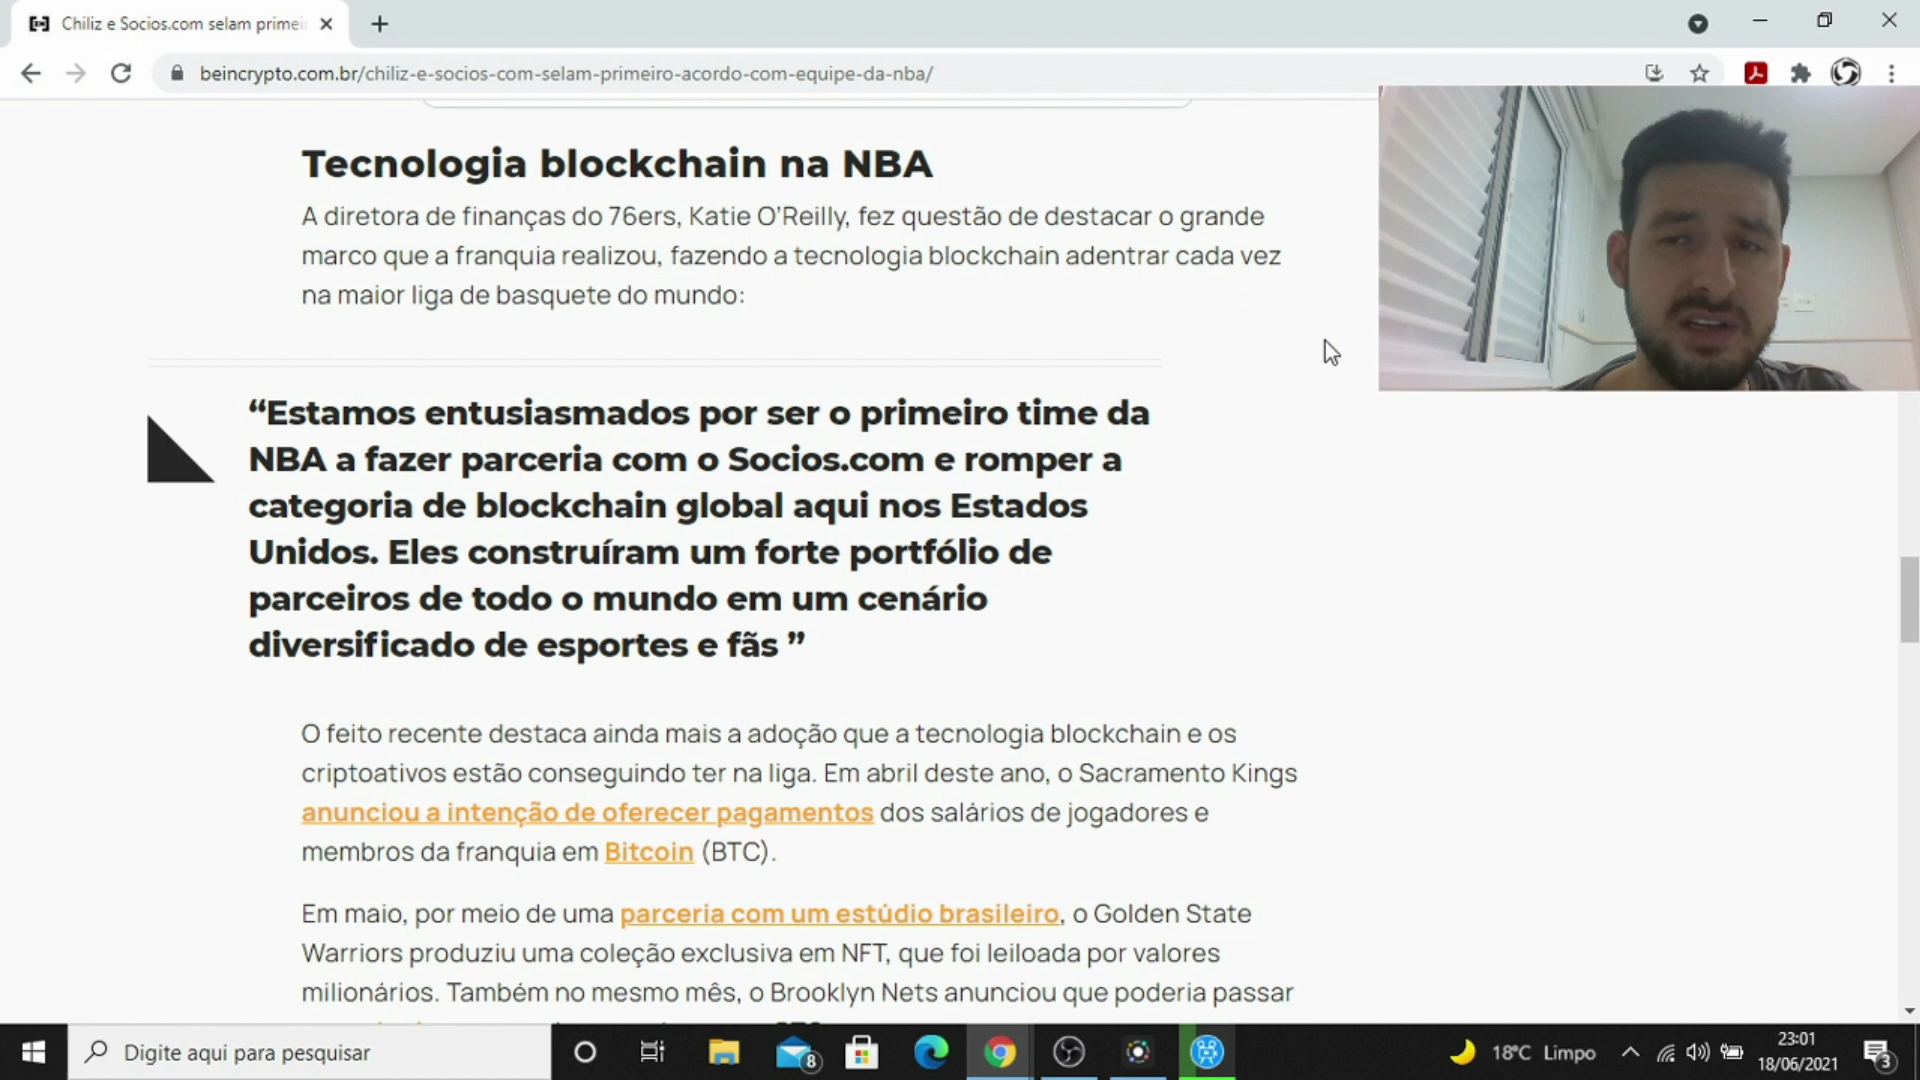 Chiliz e Socios.com selam primei
beincrypto.com.br/chiliz-e-socios-com-selam-primeiro-acordo-com-equipe-da-nba/
Tecnologia blockchain na NBA
A diretora de finanças do 76ers, Katie O’Reilly, fez questão de destacar o grande
marco que a franquia realizou, fazendo a tecnologia blockchain adentrar cada vez
na maior liga de basquete do mundo:
“Estamos entusiasmados por ser o primeiro time da
NBA a fazer parceria com o Socios.com e romper a
categoria de blockchain global aqui nos Estados
Unidos. Eles construíram um forte portfólio de
parceiros de todo o mundo em um cenário
diversificado de esportes e fãs ”
O feito recente destaca ainda mais a adoção que a tecnologia blockchain e os
criptoativos estão conseguindo ter na liga. Em abril deste ano, o Sacramento Kings
anunciou a intenção de oferecer pagamentos dos salários de jogadores e
membros da franquia em Bitcoin (BTC).
Em maio, por meio de uma parceria com um estúdio brasileiro, o Golden State
Warriors produziu uma coleção exclusiva em NFT, que foi leiloada por valores
milionários. Também no mesmo mês, o Brooklyn Nets anunciou que poderia passar
Digite aqui para pesquisar
8
18°C Limpo
23:01
18/06/2021
3